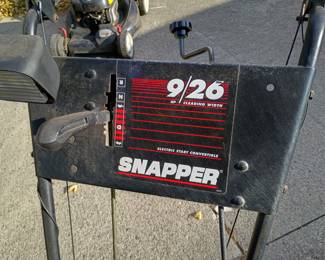 9/26
HP CLEARING WIDTH
R
N
ELECTRIC START CONVERTIBLE
SNAPPER